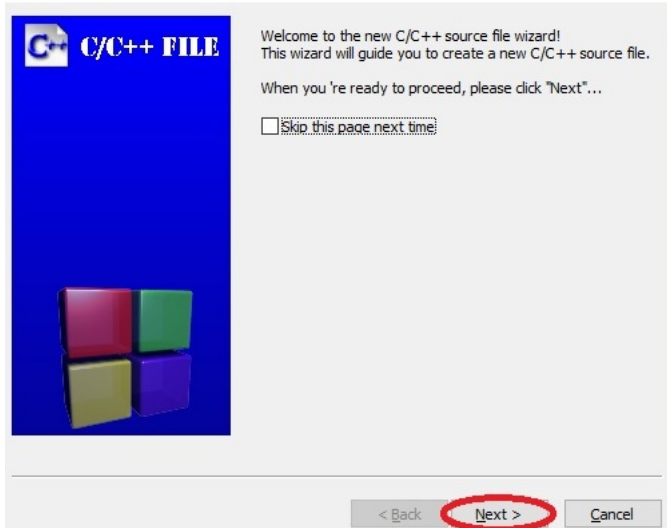 C++ C/C++ FILE
Welcome to the new C/C++ source file wizard!
This wizard will guide you to create a new C/C++ source file.
When you 're ready to proceed, please click "Next"...
Skip this page next time
< Back Next > Cancel